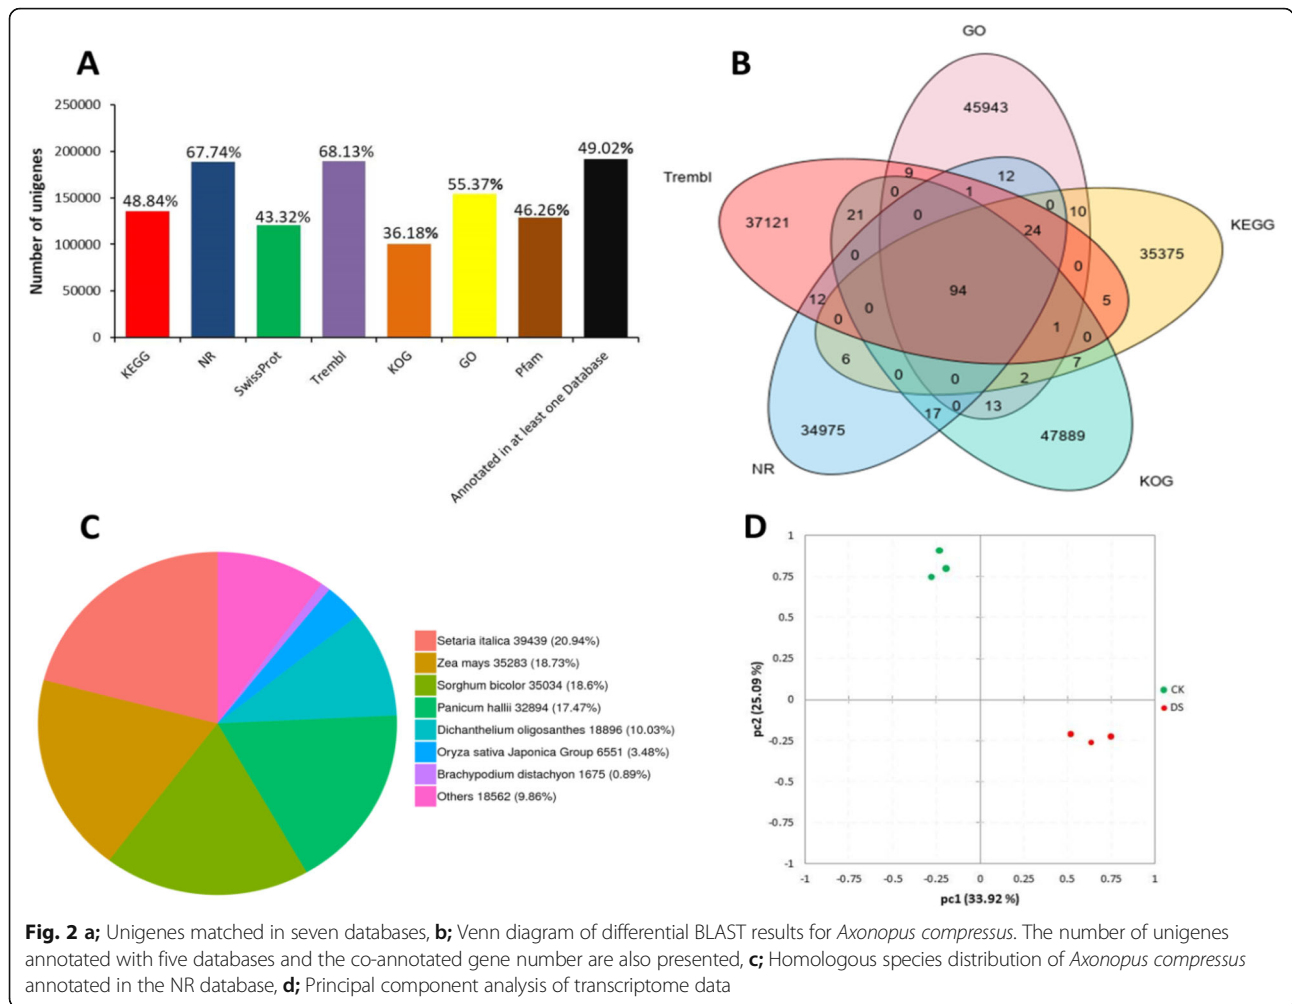 A
Number of unigenes
250000
200000
150000
100000
50000
0
48.84%
67.74%
43.32%
68.13%
36.18%
55.37%
46.26%
49.02%
KEGG
NR
SwissProt
Trembl
KOG
GO
Pfam
Annotated in at least one Database
B
GO
Trembl
KEGG
NR
KOG
45943
9
12
0
1
0
10
37121
21
0
24
35375
0
0
94
5
12
0
0
1
0
6
0
0
2
7
17
0
13
34975
47889
C
Setaria italica 39439 (20.94%)
Zea mays 35283 (18.73%)
Sorghum bicolor 35034 (18.6%)
Panicum hallii 32894 (17.47%)
Dichanthelium oligosanthes 18896 (10.03%)
Oryza sativa Japonica Group 6551 (3.48%)
Brachypodium distachyon 1675 (0.89%)
Others 18562 (9.86%)
D
pc2 (25.09 %)
1
0.75
0.5
0.25
0
-0.25
-0.5
-0.75
-1
-1 -0.75 -0.5 -0.25 0 0.25 0.5 0.75 1
pc1 (33.92 %)
CK
DS
Fig. 2 a; Unigenes matched in seven databases, b; Venn diagram of differential BLAST results for Axonopus compressus. The number of unigenes
annotated with five databases and the co-annotated gene number are also presented, c; Homologous species distribution of Axonopus compressus
annotated in the NR database, d; Principal component analysis of transcriptome data